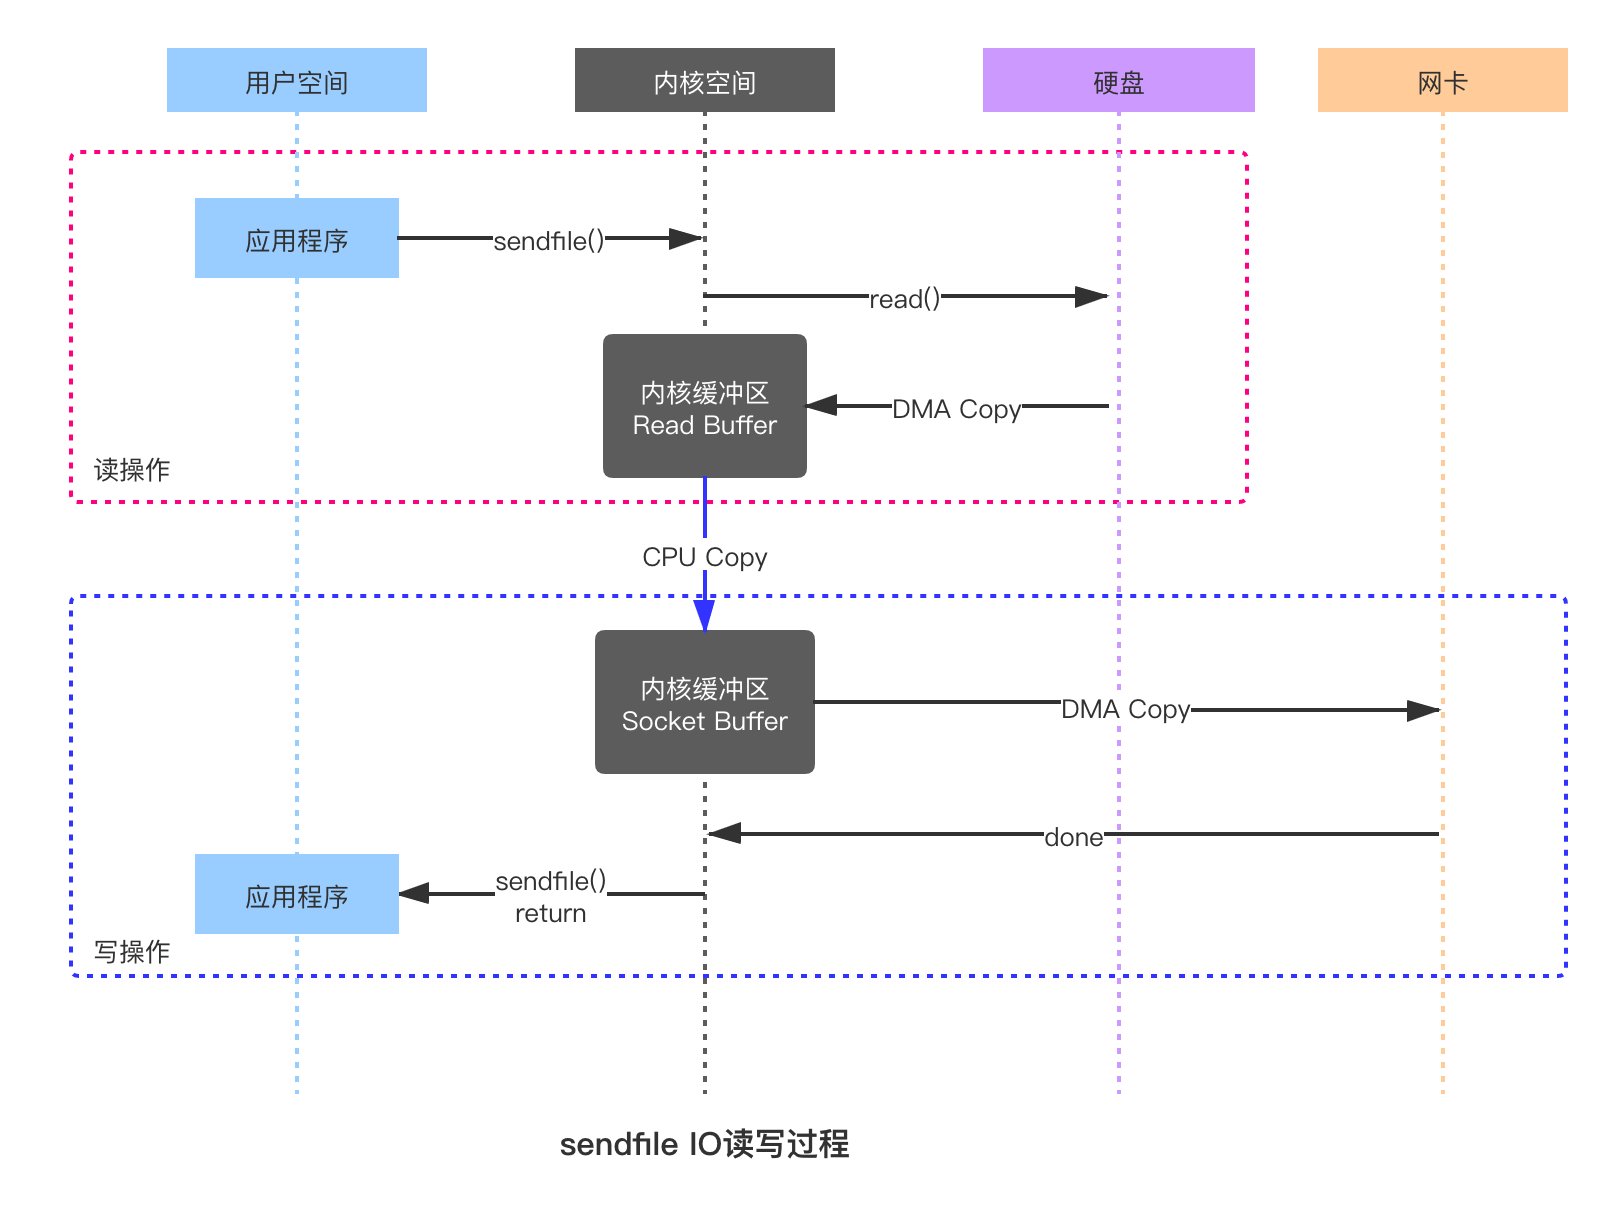 用户空间
内核空间
硬盘
网卡
应用程序
sendfile()
read()
内核缓冲区
Read Buffer
DMA Copy
读操作
CPU Copy
内核缓冲区
Socket Buffer
DMA Copy
done
应用程序
sendfile()
return
写操作
sendfile IO读写过程